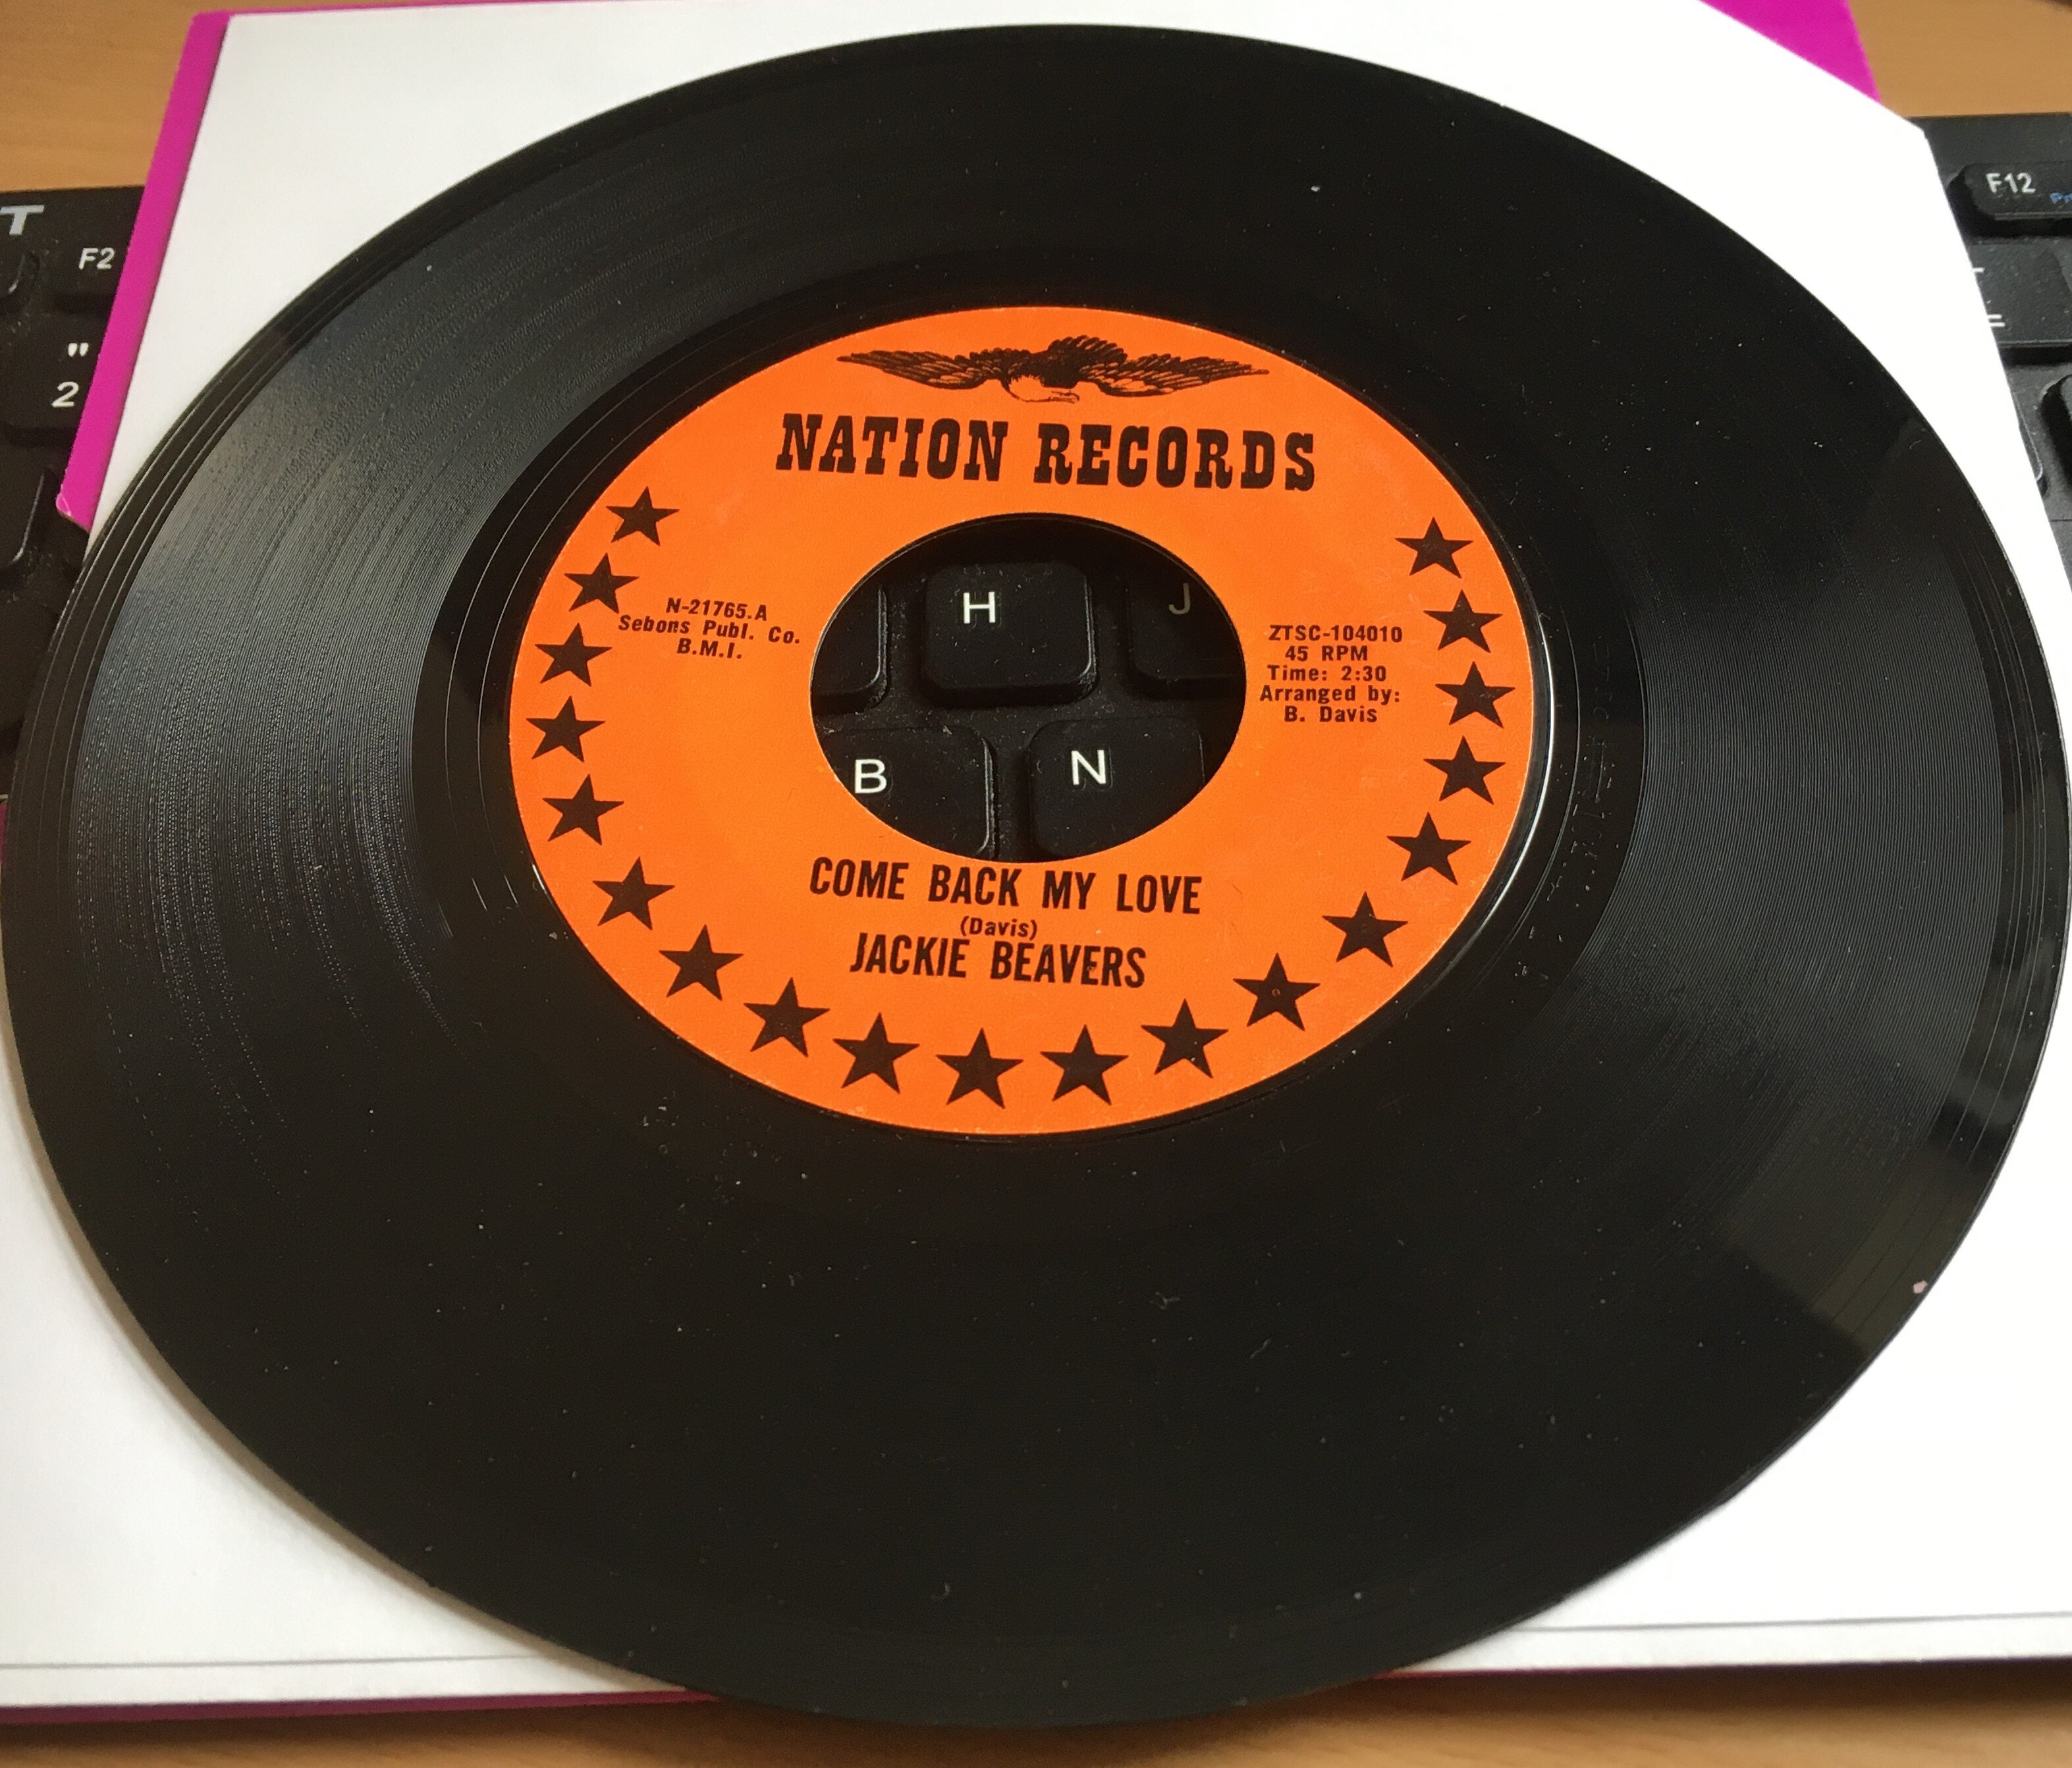 NATION RECORDS
N-21765.A
Sebons Publ. Co.
B.M.I.
ZTSC-104010
45 RPM
Time: 2:30
Arranged by:
B. Davis
COME BACK MY LOVE
(Davis)
JACKIE BEAVERS
H
J
B
N
T
F2
"
2
F12